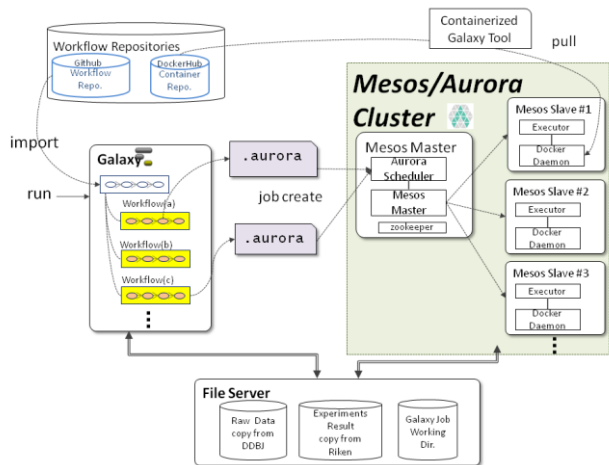 Workflow Repositories
Github
Workflow
Repo.
DockerHub
Container
Repo.
Containerized
Galaxy Tool
pull
import
run
Galaxy
Workflow(a)
Workflow(b)
Workflow(c)
.aurora
job create
.aurora
Mesos/Aurora
Cluster
Mesos Master
Aurora
Scheduler
Mesos
Master
zookeeper
Mesos Slave #1
Executor
Docker
Daemon
Mesos Slave #2
Executor
Docker
Daemon
Mesos Slave #3
Executor
Docker
Daemon
File Server
Raw Data
copy from
DDBJ
Experiments
Result
copy from
Riken
Galaxy Job
Working
Dir.